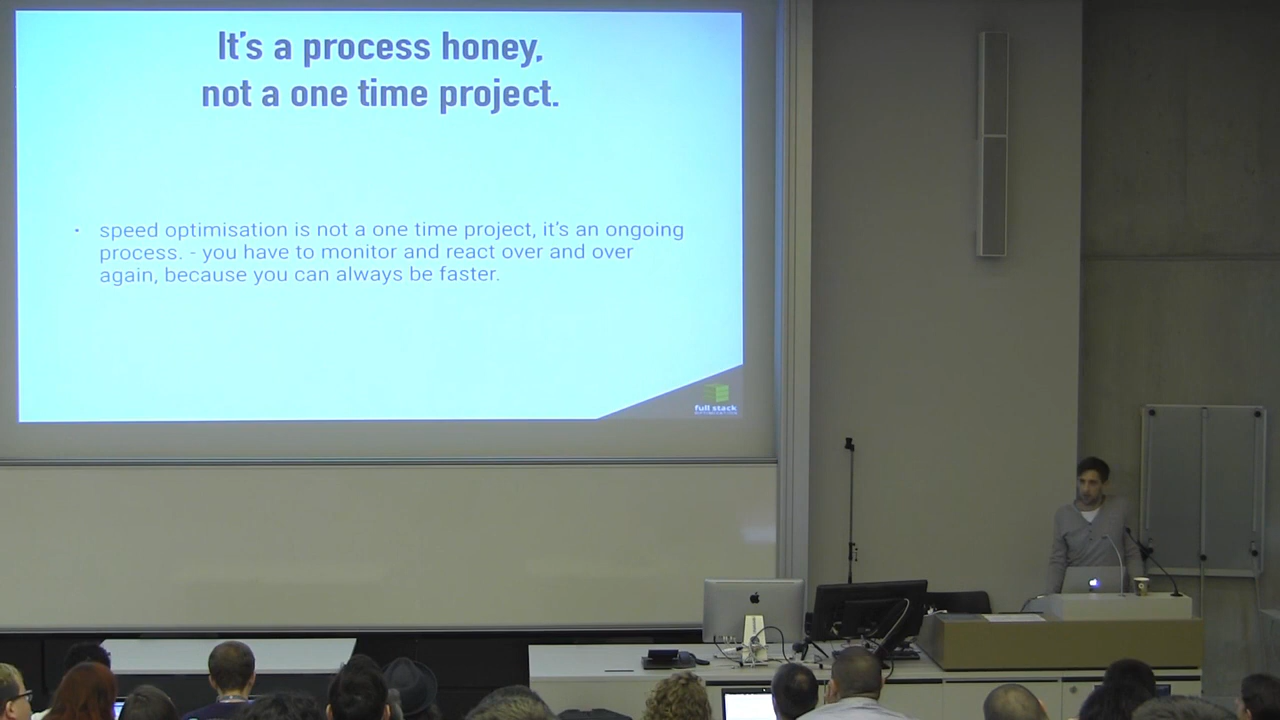 It's a process honey,
not a one time project.
• speed optimisation is not a one time project, it's an ongoing
process. - you have to monitor and react over and over
again, because you can always be faster.
full stack